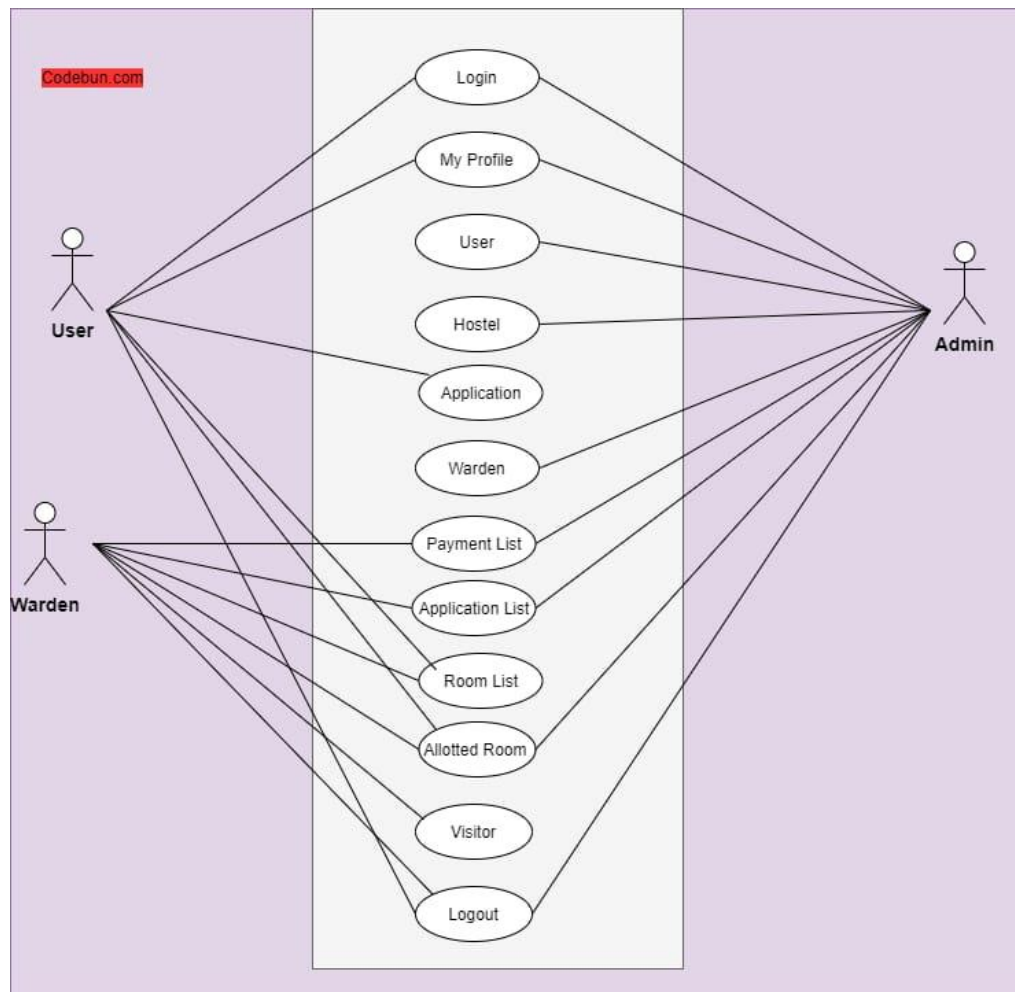 Codebun.com
Login
My Profile
User
Hostel
Application
Warden
Payment List
Application List
Room List
Allotted Room
Visitor
Logout
User
Warden
Admin